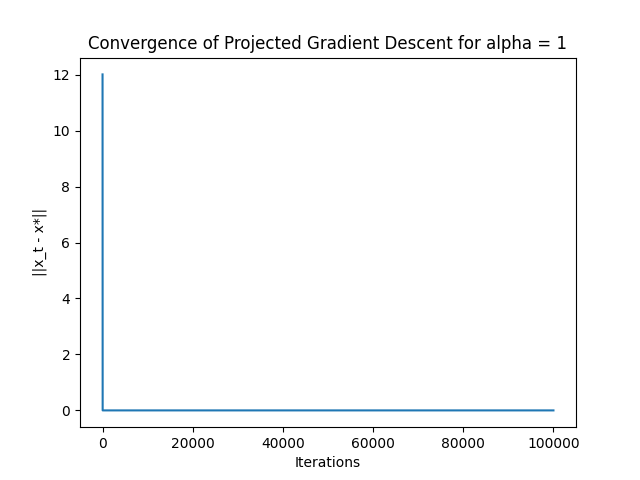 Convergence of Projected Gradient Descent for alpha = 1
||x_t - x*||
12
10
8
6
4
2
0
0 20000 40000 60000 80000 100000
Iterations